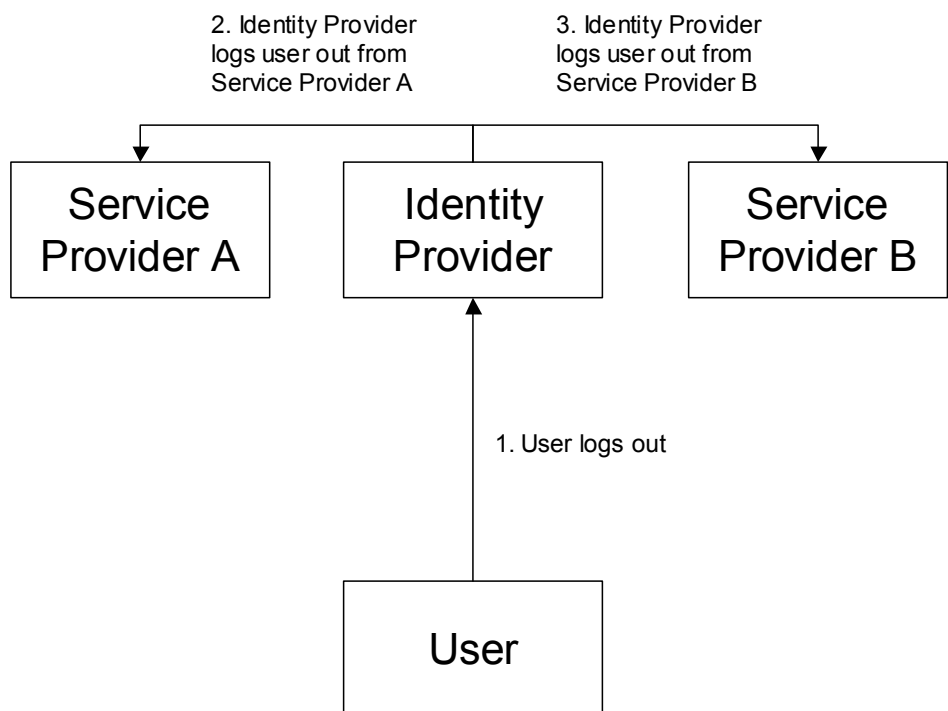 2. Identity Provider
logs user out from
Service Provider A
3. Identity Provider
logs user out from
Service Provider B
Service
Provider A
Identity
Provider
Service
Provider B
1. User logs out
User